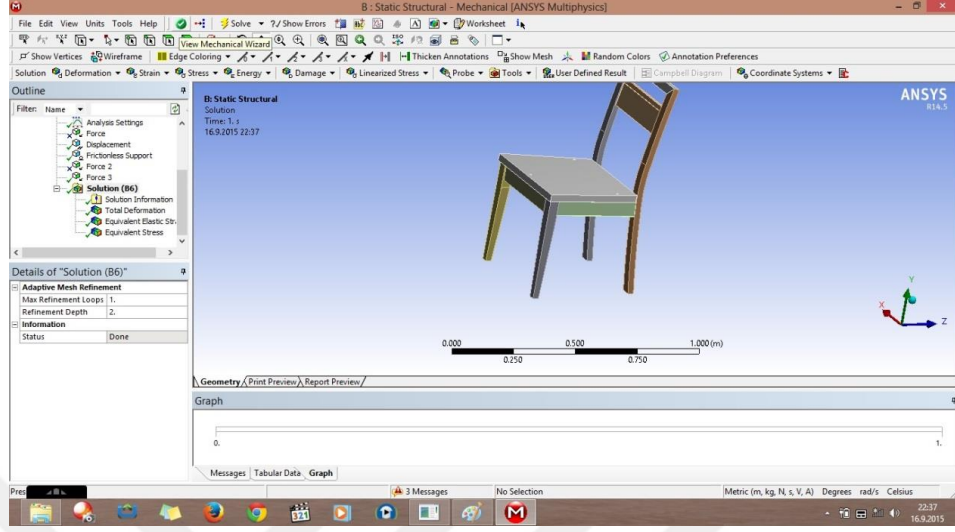 B : Static Structural - Mechanical [ANSYS Multiphysics]
File Edit View Units Tools Help Solve ?/ Show Errors A Worksheet
View Mechanical Wizard
Show Vertices Wireframe Edge Coloring Thicken Annotations Show Mesh Random Colors Annotation Preferences
Solution Deformation Strain Stress Energy Damage Linearized Stress Probe Tools User Defined Result Campbell Diagram Coordinate Systems
Outline
Filter: Name
Analysis Settings
Force
Displacement
Frictionless Support
Force 2
Force 3
Solution (B6)
Solution Information
Total Deformation
Equivalent Elastic Str
Equivalent Stress
Details of "Solution (B6)"
Adaptive Mesh Refinement
Max Refinement Loops 1.
Refinement Depth 2.
Information
Status Done
B: Static Structural
Solution
Time: 1. s
16.9.2015 22:37
ANSYS
R14.5
Y
X
Z
0.000 0.500 1.000 (m)
0.250 0.750
Geometry Print Preview Report Preview
Graph
0. 1.
Messages Tabular Data Graph
Pres 3 Messages No Selection Metric (m, kg, N, s, V, A) Degrees rad/s Celsius
321
22:37
16.9.2015